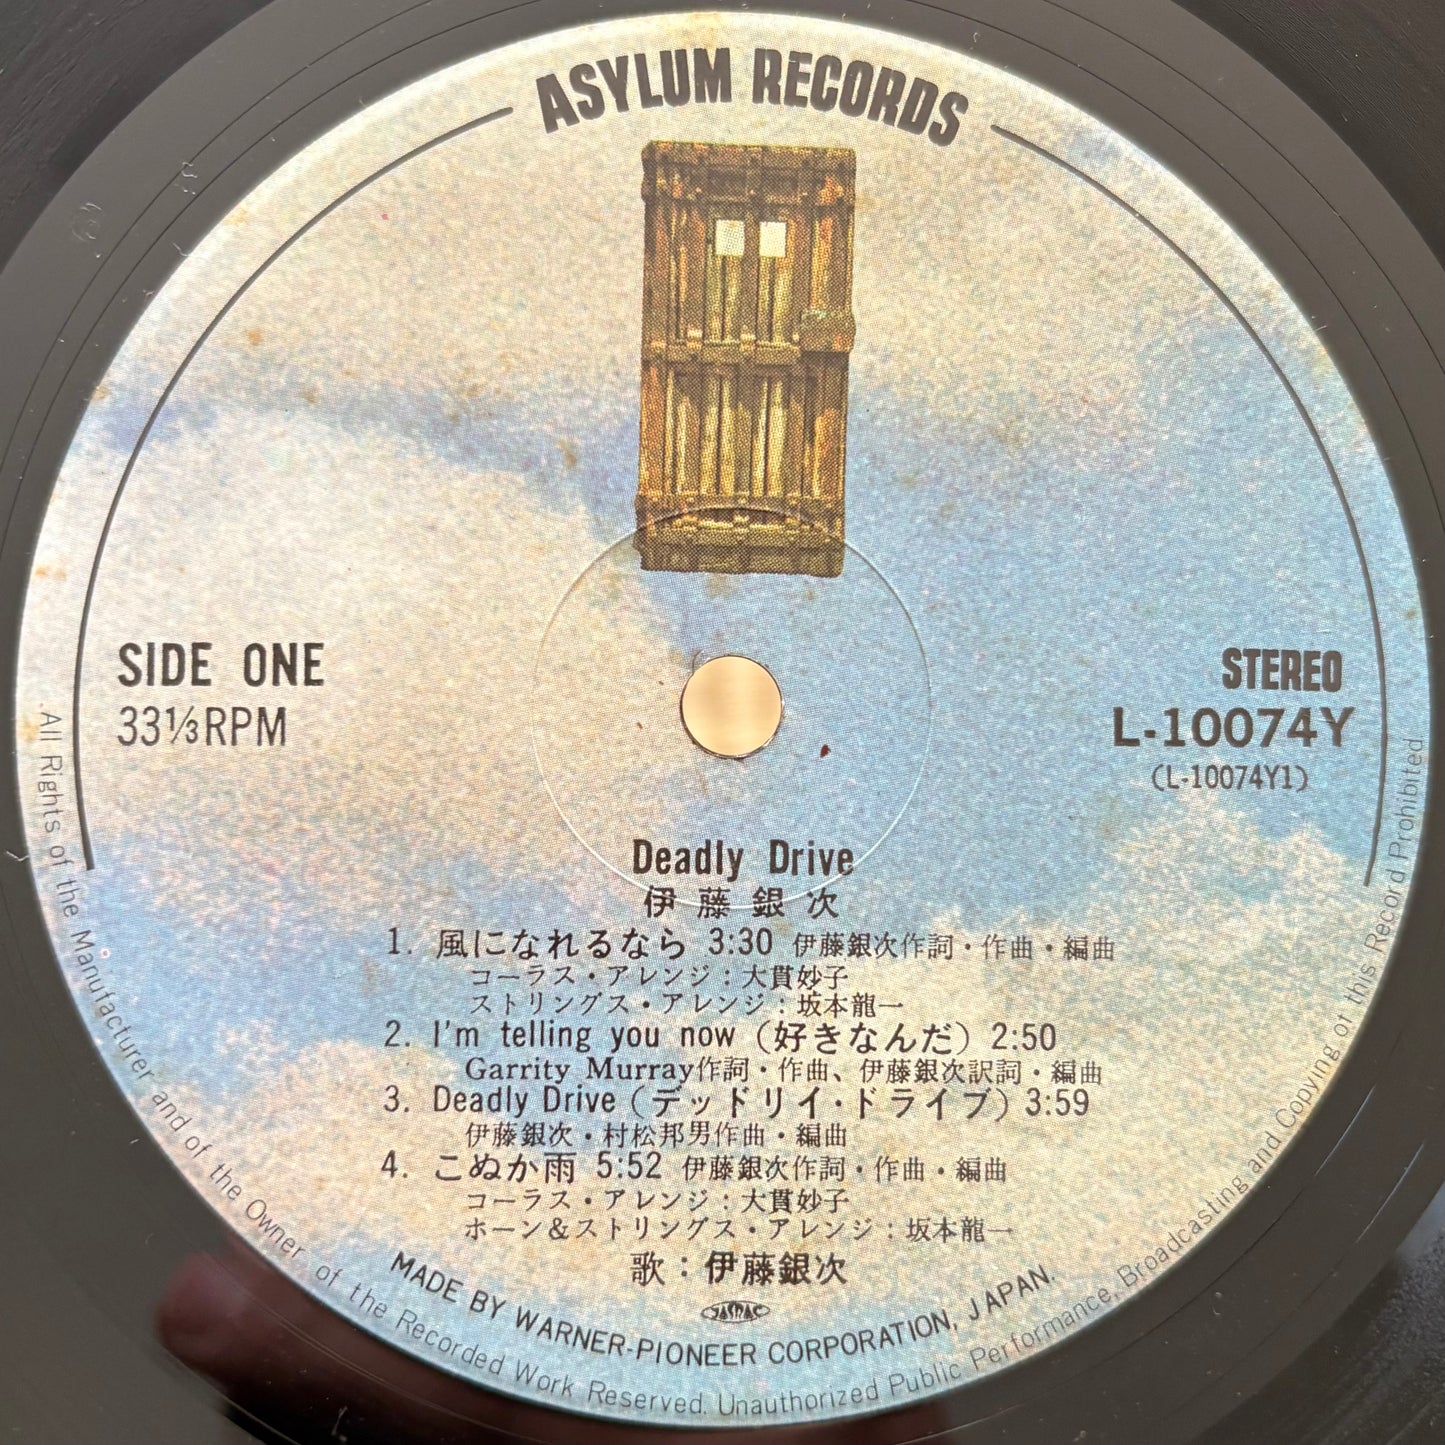 ASYLUM RECORDS
SIDE ONE
33⅓RPM
STEREO
L-10074Y
(L-10074Y1)
Deadly Drive
伊藤銀次
1. 風になれるなら 3:30 伊藤銀次作詞・作曲・編曲
コーラス・アレンジ：大貫妙子
ストリングス・アレンジ：坂本龍一
2. I'm telling you now (好きなんだ) 2:50
Garrity Murray作詞・作曲、伊藤銀次訳詞・編曲
3. Deadly Drive (デッドリイ・ドライブ) 3:59
伊藤銀次・村松邦男作曲・編曲
4. こぬか雨 5:52 伊藤銀次作詞・作曲・編曲
コーラス・アレンジ：大貫妙子
ホーン&ストリングス・アレンジ：坂本龍一
歌：伊藤銀次
JASRAC
MADE BY WARNER-PIONEER CORPORATION, JAPAN.
All Rights of the Manufacturer and of the Owner of the Recorded Work Reserved. Unauthorized Public Performance, Broadcasting and Copying of this Record Prohibited